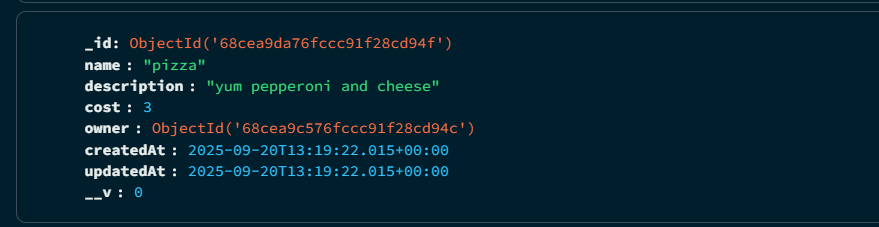 _id: ObjectId('68cea9da76fccc91f28cd94f')
name : "pizza"
description : "yum pepperoni and cheese"
cost : 3
owner : ObjectId('68cea9c576fccc91f28cd94c')
createdAt : 2025-09-20T13:19:22.015+00:00
updatedAt : 2025-09-20T13:19:22.015+00:00
__v : 0